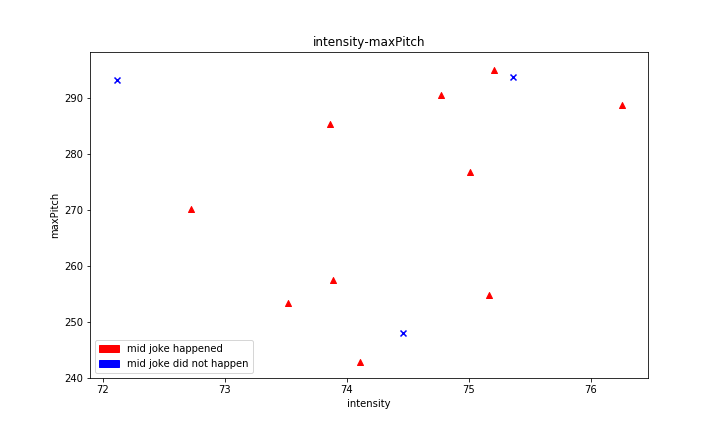 intensity-maxPitch
290
280
270
260
250
240
maxPitch
mid joke happened
mid joke did not happen
72
73
74
75
76
intensity